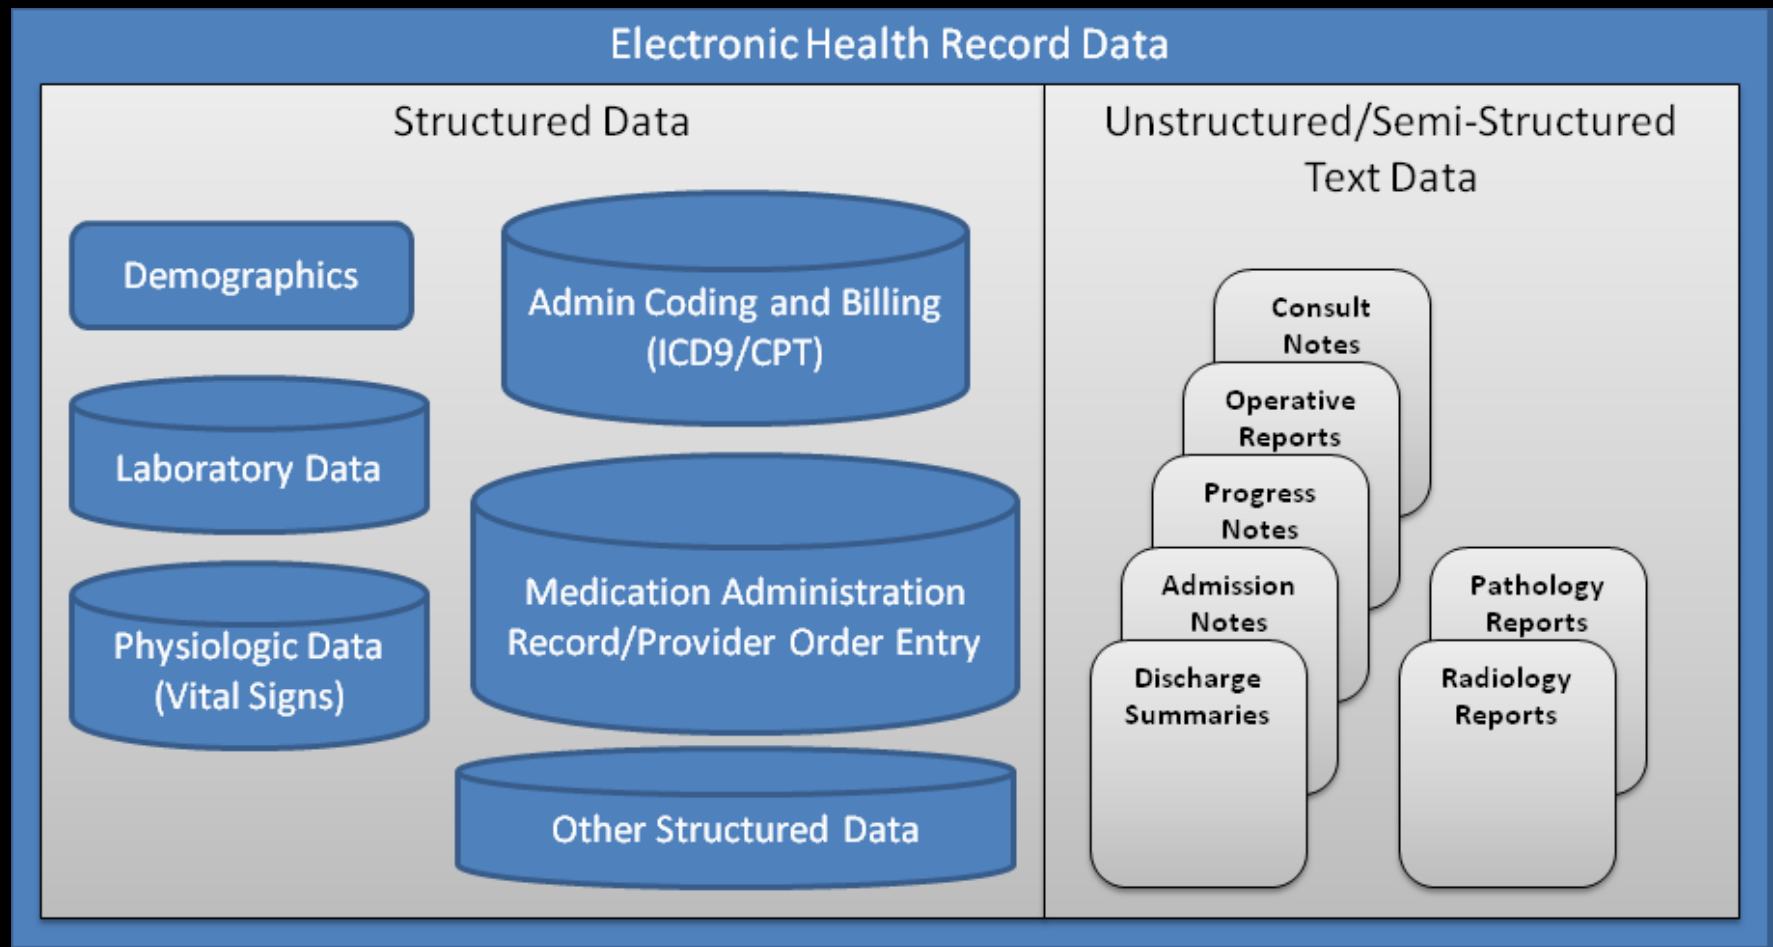 Electronic Health Record Data
Structured Data
Demographics
Laboratory Data
Physiologic Data
(Vital Signs)
Admin Coding and Billing
(ICD9/CPT)
Medication Administration
Record/Provider Order Entry
Other Structured Data
Unstructured/Semi-Structured
Text Data
Consult
Notes
Operative
Reports
Progress
Notes
Admission
Notes
Discharge
Summaries
Pathology
Reports
Radiology
Reports